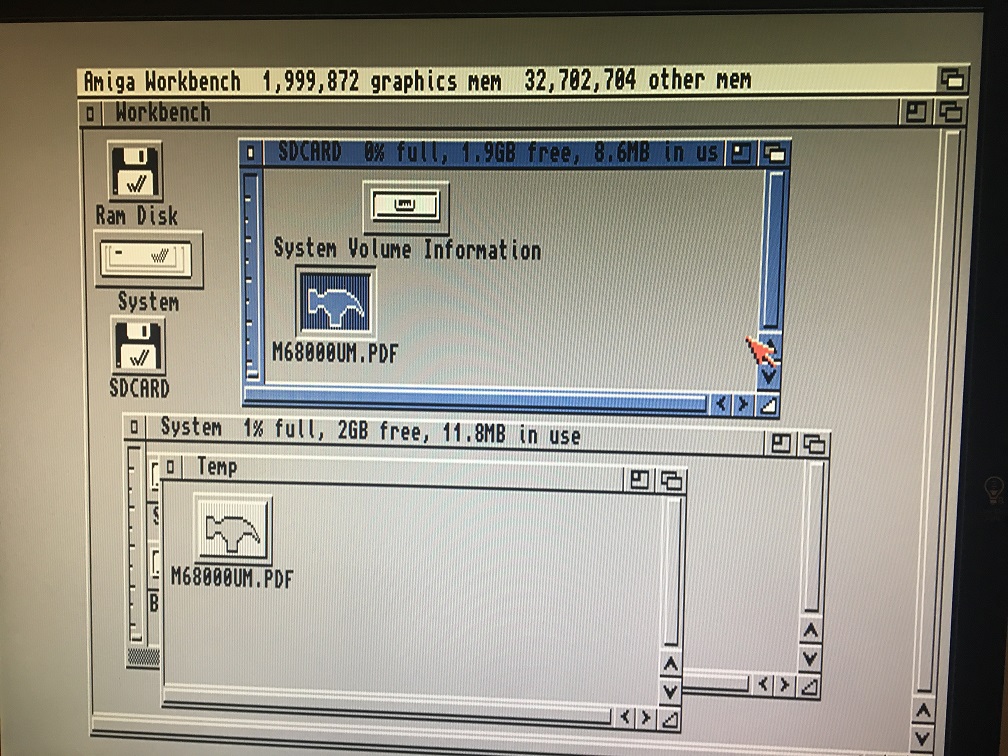 Amiga Workbench 1,999,872 graphics mem 32,702,704 other mem
Workbench
Ram Disk
System
SDCARD
SDCARD 0% full, 1.9GB free, 8.6MB in us
System Volume Information
M68000UM.PDF
System 1% full, 2GB free, 11.8MB in use
S
B
Temp
M68000UM.PDF